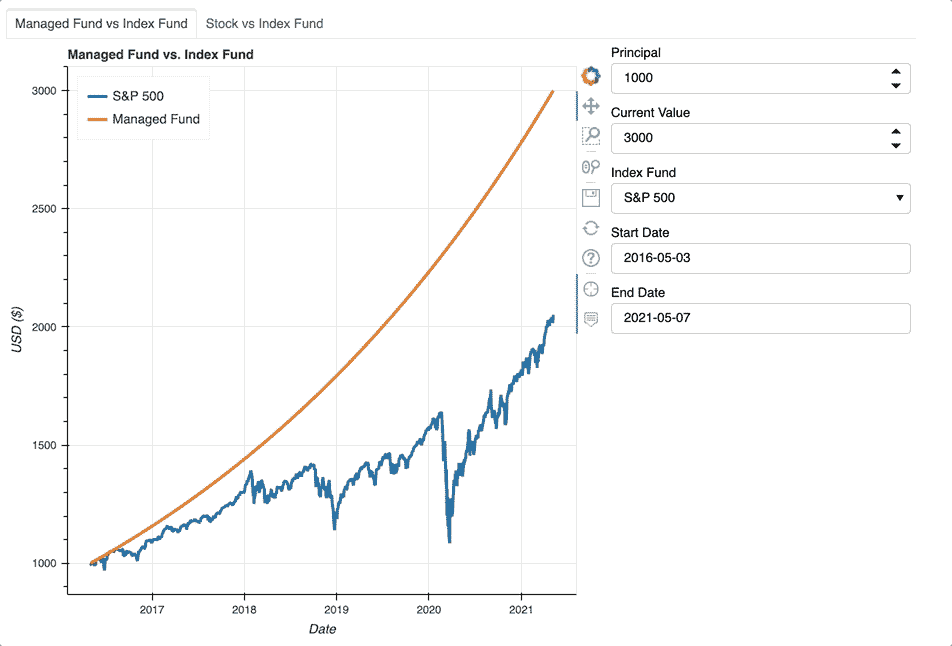 Managed Fund vs Index Fund
Stock vs Index Fund
Managed Fund vs. Index Fund
S&P 500
Managed Fund
3000
2500
2000
1500
1000
USD ($)
2017
2018
2019
2020
2021
Date
Principal
1000
Current Value
3000
Index Fund
S&P 500
Start Date
2016-05-03
End Date
2021-05-07